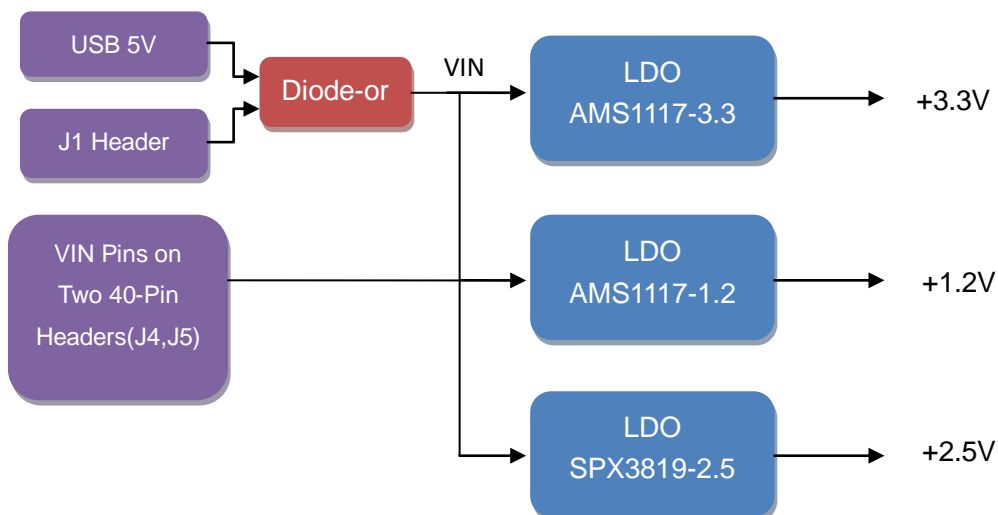 USB 5V
J1 Header
Diode-or
VIN
LDO
AMS1117-3.3
+3.3V
VIN Pins on
Two 40-Pin
Headers(J4,J5)
LDO
AMS1117-1.2
+1.2V
LDO
SPX3819-2.5
+2.5V